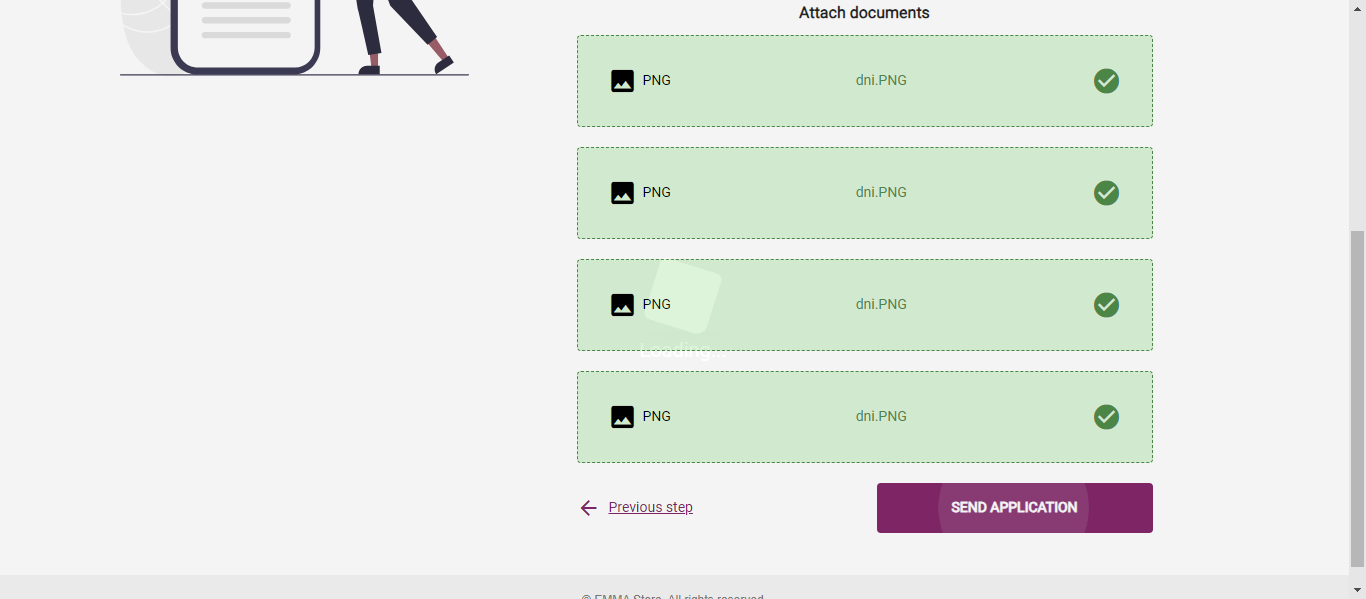 Attach documents
PNG dni.PNG
PNG dni.PNG
PNG dni.PNG
Loading...
PNG dni.PNG
Previous step SEND APPLICATION
© EMMA Store. All rights reserved